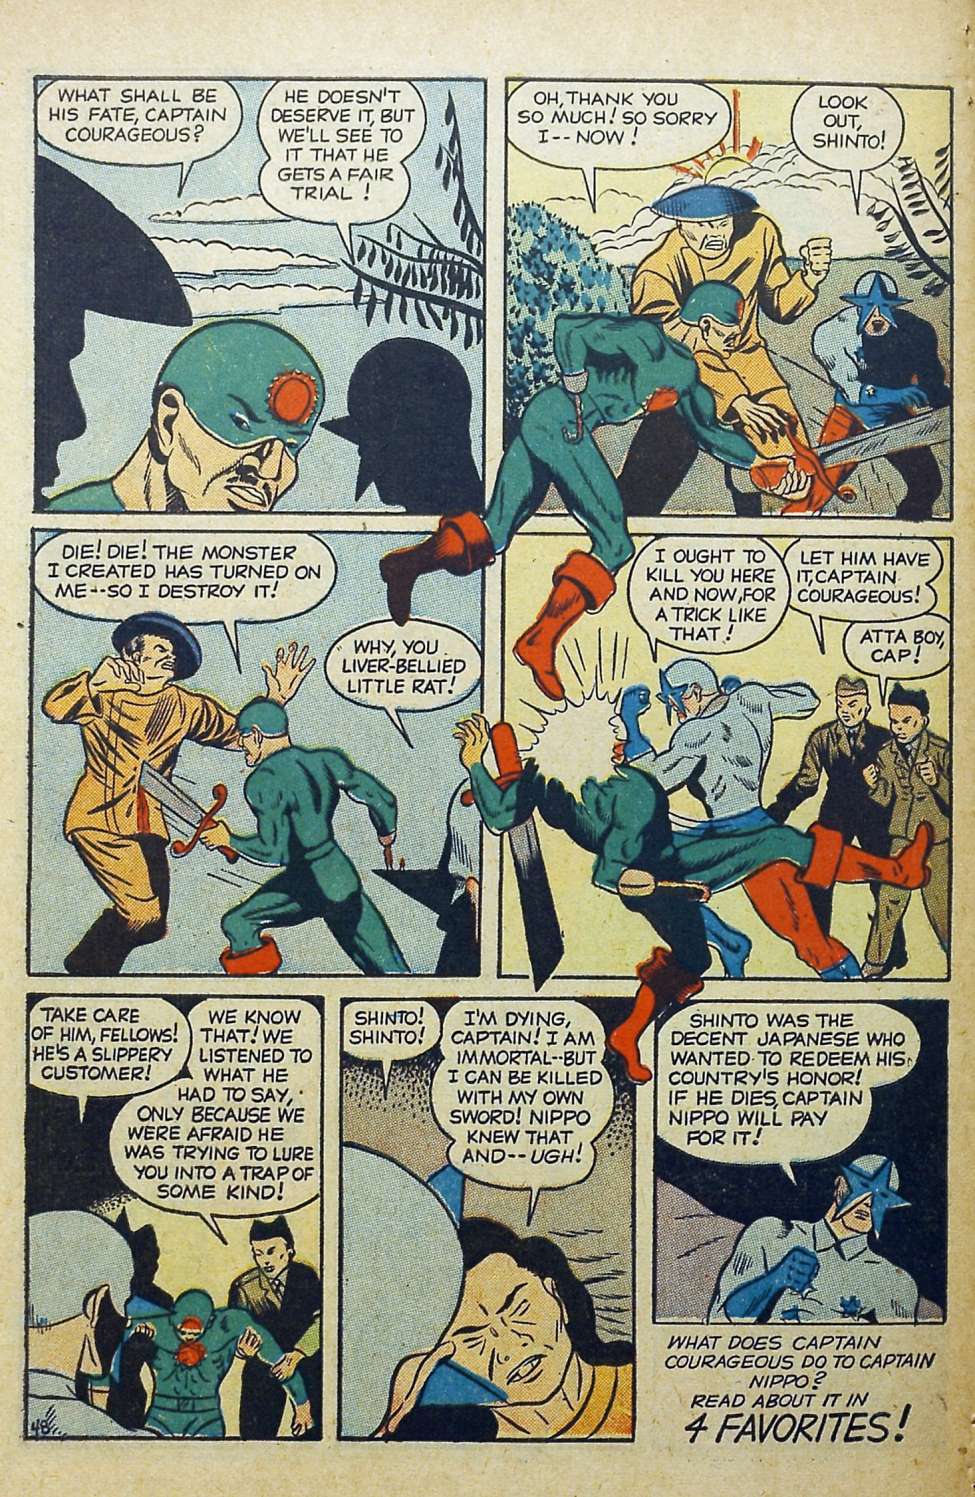 WHAT SHALL BE
HIS FATE, CAPTAIN
COURAGEOUS?
HE DOESN'T
DESERVE IT, BUT
WE'LL SEE TO
IT THAT HE
GETS A FAIR
TRIAL!
OH, THANK YOU
SO MUCH! SO SORRY
I--NOW!
LOOK
OUT,
SHINTO!
DIE! DIE! THE MONSTER
I CREATED HAS TURNED ON
ME--SO I DESTROY IT!
WHY, YOU
LIVER-BELLIED
LITTLE RAT!
I OUGHT TO
KILL YOU HERE
AND NOW, FOR
A TRICK LIKE
THAT!
LET HIM HAVE
IT, CAPTAIN
COURAGEOUS!
ATTA BOY,
CAP!
TAKE CARE
OF HIM, FELLOWS!
HE'S A SLIPPERY
CUSTOMER!
WE KNOW
THAT! WE
LISTENED TO
WHAT HE
HAD TO SAY,
ONLY BECAUSE WE
WERE AFRAID HE
WAS TRYING TO LURE
YOU INTO A TRAP OF
SOME KIND!
48
SHINTO!
SHINTO!
I'M DYING,
CAPTAIN! I AM
IMMORTAL--BUT
I CAN BE KILLED
WITH MY OWN
SWORD! NIPPO
KNEW THAT
AND--UGH!
SHINTO WAS THE
DECENT JAPANESE WHO
WANTED TO REDEEM HIS
COUNTRY'S HONOR!
IF HE DIES, CAPTAIN
NIPPO WILL PAY
FOR IT!
WHAT DOES CAPTAIN
COURAGEOUS DO TO CAPTAIN
NIPPO?
READ ABOUT IT IN
4 FAVORITES!